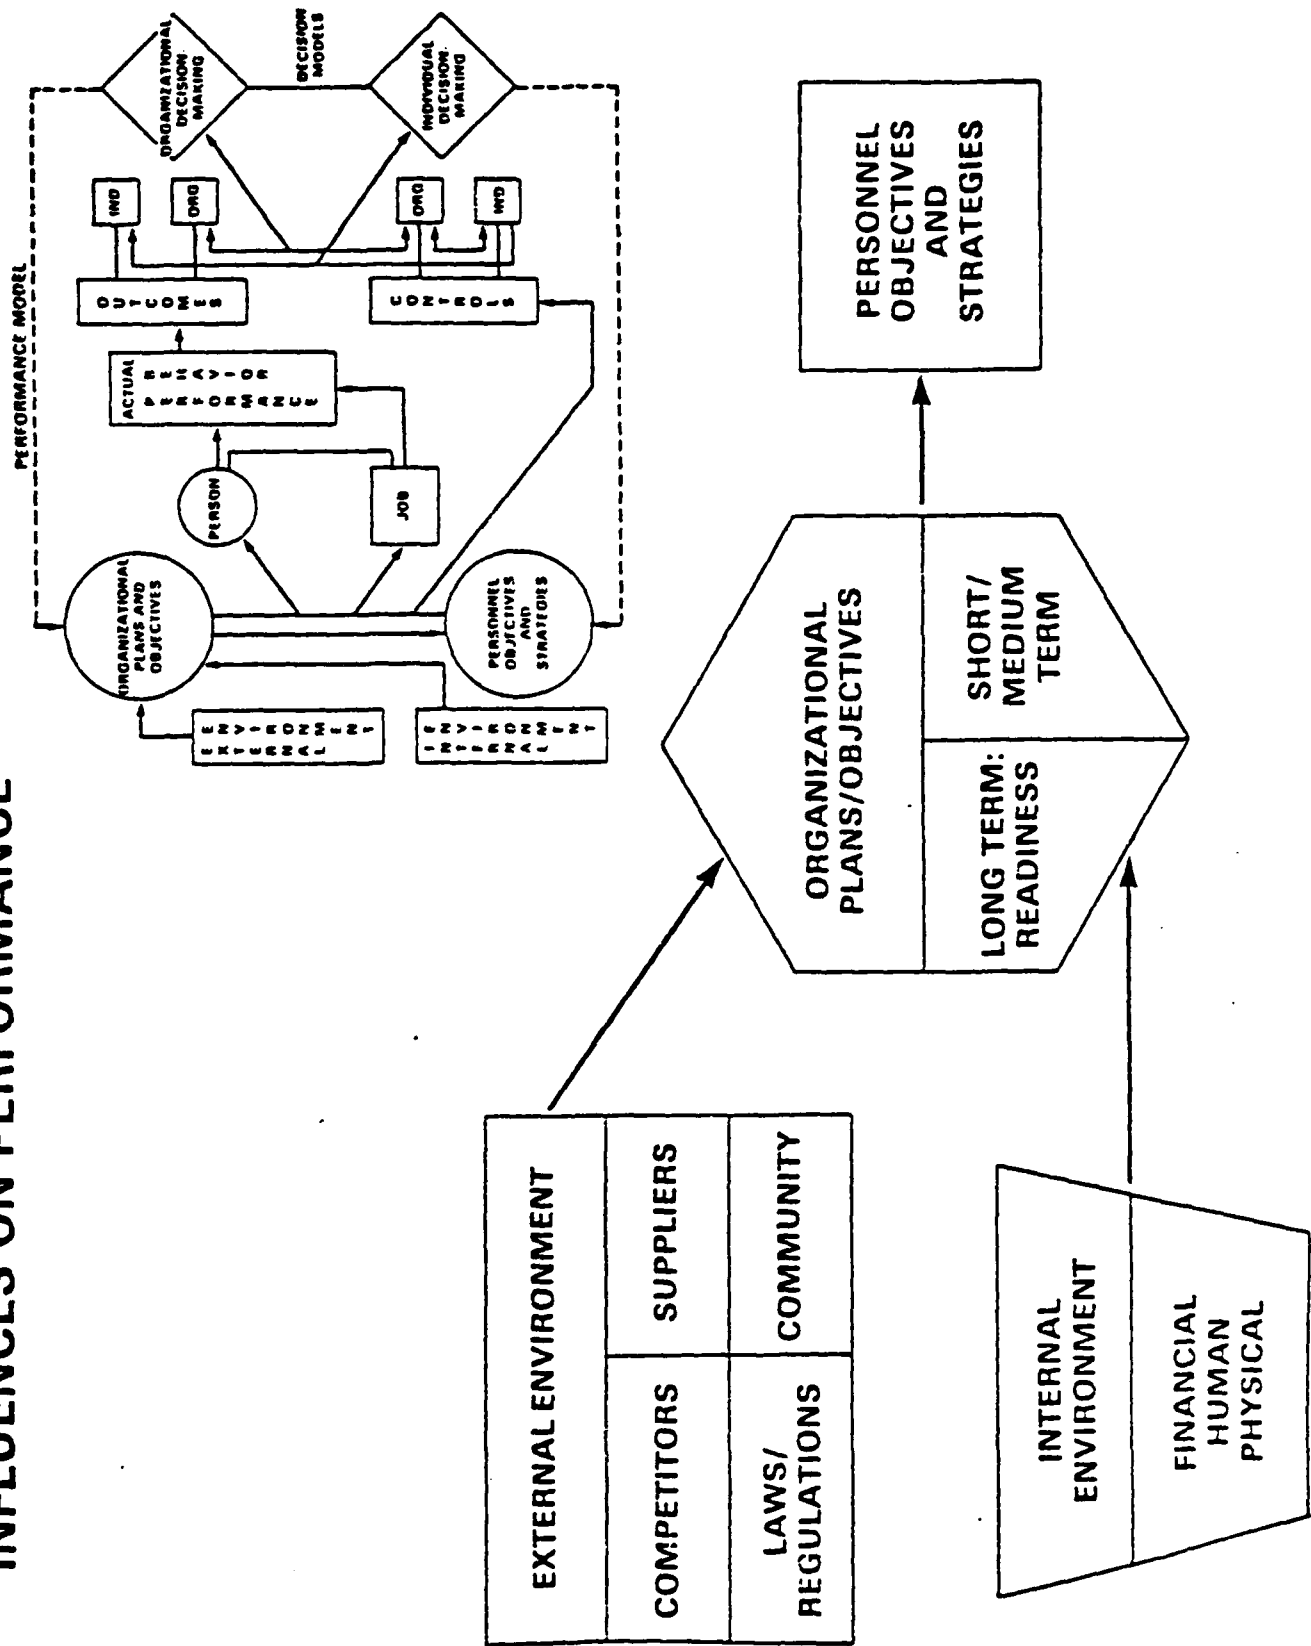 INFLUENCES ON PERFORMANCE
PERFORMANCE MODEL
EXTERNAL
ENVIRONMENT
INTERNAL
ENVIRONMENT
ORGANIZATIONAL
PLANS AND
OBJECTIVES
PERSONNEL
OBJECTIVES
AND
STRATEGIES
PERSON
JOB
ACTUAL
BEHAVIOR
PERFORMANCE
OUTCOMES
CONTROLS
IND
ORG
ORG
IND
ORGANIZATIONAL
DECISION-
MAKING
DECISION
MODELS
INDIVIDUAL
DECISION-
MAKING
EXTERNAL ENVIRONMENT
COMPETITORS
SUPPLIERS
LAWS/
REGULATIONS
COMMUNITY
INTERNAL
ENVIRONMENT
FINANCIAL
HUMAN
PHYSICAL
ORGANIZATIONAL
PLANS/OBJECTIVES
LONG TERM:
READINESS
SHORT/
MEDIUM
TERM
PERSONNEL
OBJECTIVES
AND
STRATEGIES